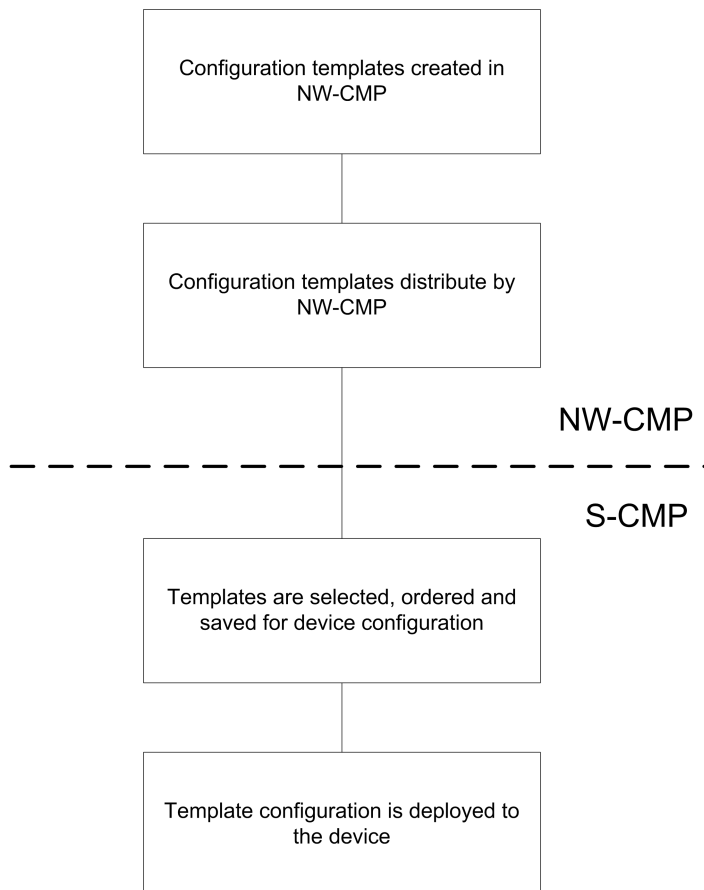 Configuration templates created in
NW-CMP
Configuration templates distribute by
NW-CMP
NW-CMP
S-CMP
Templates are selected, ordered and
saved for device configuration
Template configuration is deployed to
the device